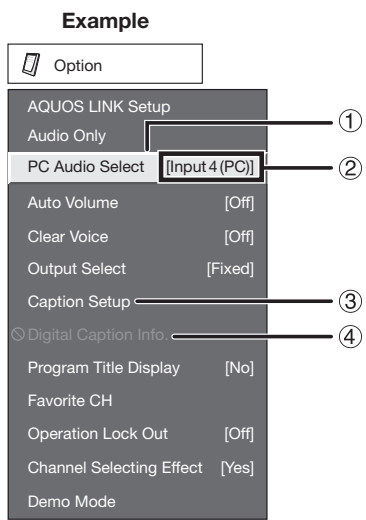 Example
Option
AQUOS LINK Setup
Audio Only
①
PC Audio Select [Input 4 (PC)] ②
Auto Volume [Off]
Clear Voice [Off]
Output Select [Fixed]
Caption Setup ③
Digital Caption Info. ④
Program Title Display [No]
Favorite CH
Operation Lock Out [Off]
Channel Selecting Effect [Yes]
Demo Mode